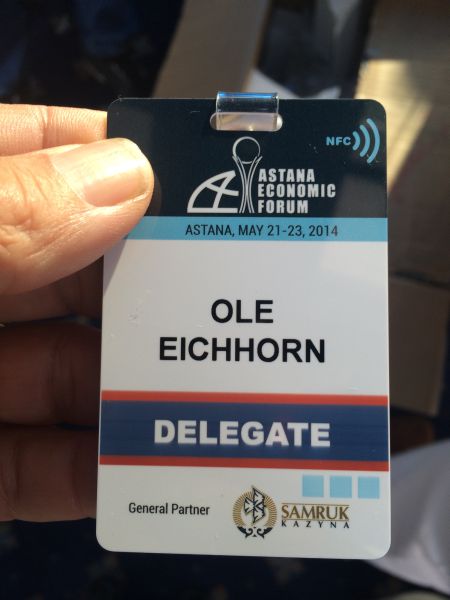 NFC
ASTANA
ECONOMIC
FORUM
ASTANA, MAY 21-23, 2014
OLE
EICHHORN
DELEGATE
General Partner
SAMRUK
KAZYNA